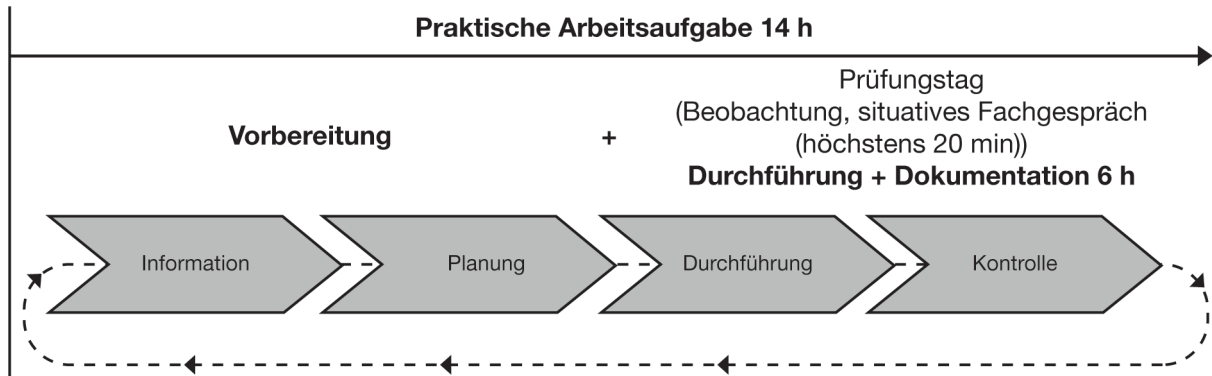 Praktische Arbeitsaufgabe 14 h
Prüfungstag
(Beobachtung, situatives Fachgespräch
Vorbereitung + (höchstens 20 min))
Durchführung + Dokumentation 6 h
Information Planung Durchführung Kontrolle